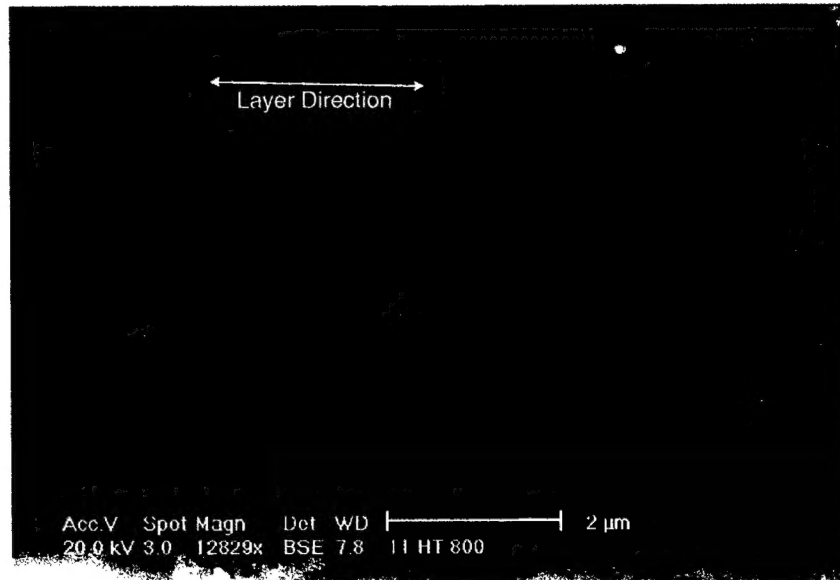 Layer Direction
Acc.V Spot Magn Det WD 2 µm
20.0 kV 3.0 12829x BSE 7.8 11 HT 800